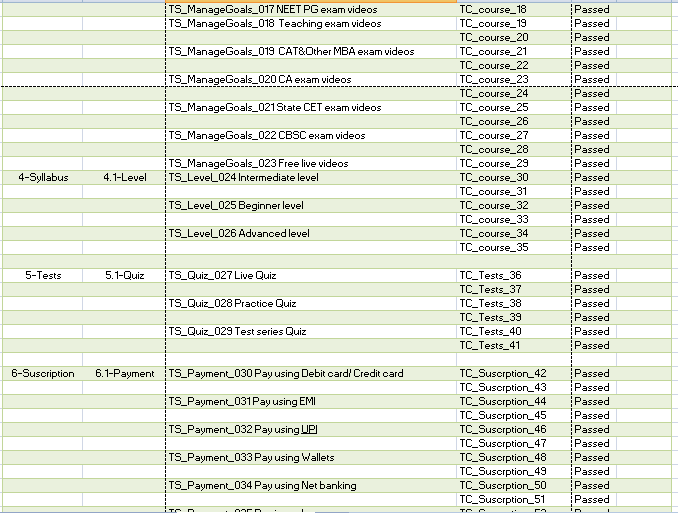 TS_ManageGoals_017 NEET PG exam videos TC_course_18 Passed
TS_ManageGoals_018 Teaching exam videos TC_course_19 Passed
TC_course_20 Passed
TS_ManageGoals_019 CAT&Other MBA exam videos TC_course_21 Passed
TC_course_22 Passed
TS_ManageGoals_020 CA exam videos TC_course_23 Passed
TC_course_24 Passed
TS_ManageGoals_021 State CET exam videos TC_course_25 Passed
TC_course_26 Passed
TS_ManageGoals_022 CBSC exam videos TC_course_27 Passed
TC_course_28 Passed
TS_ManageGoals_023 Free live videos TC_course_29 Passed
4-Syllabus 4.1-Level TS_Level_024 Intermediate level TC_course_30 Passed
TC_course_31 Passed
TS_Level_025 Beginner level TC_course_32 Passed
TC_course_33 Passed
TS_Level_026 Advanced level TC_course_34 Passed
TC_course_35 Passed
5-Tests 5.1-Quiz TS_Quiz_027 Live Quiz TC_Tests_36 Passed
TC_Tests_37 Passed
TS_Quiz_028 Practice Quiz TC_Tests_38 Passed
TC_Tests_39 Passed
TS_Quiz_029 Test series Quiz TC_Tests_40 Passed
TC_Tests_41 Passed
6-Suscription 6.1-Payment TS_Payment_030 Pay using Debit card/ Credit card TC_Suscrption_42 Passed
TC_Suscrption_43 Passed
TS_Payment_031 Pay using EMI TC_Suscrption_44 Passed
TC_Suscrption_45 Passed
TS_Payment_032 Pay using UPI TC_Suscrption_46 Passed
TC_Suscrption_47 Passed
TS_Payment_033 Pay using Wallets TC_Suscrption_48 Passed
TC_Suscrption_49 Passed
TS_Payment_034 Pay using Net banking TC_Suscrption_50 Passed
TC_Suscrption_51 Passed